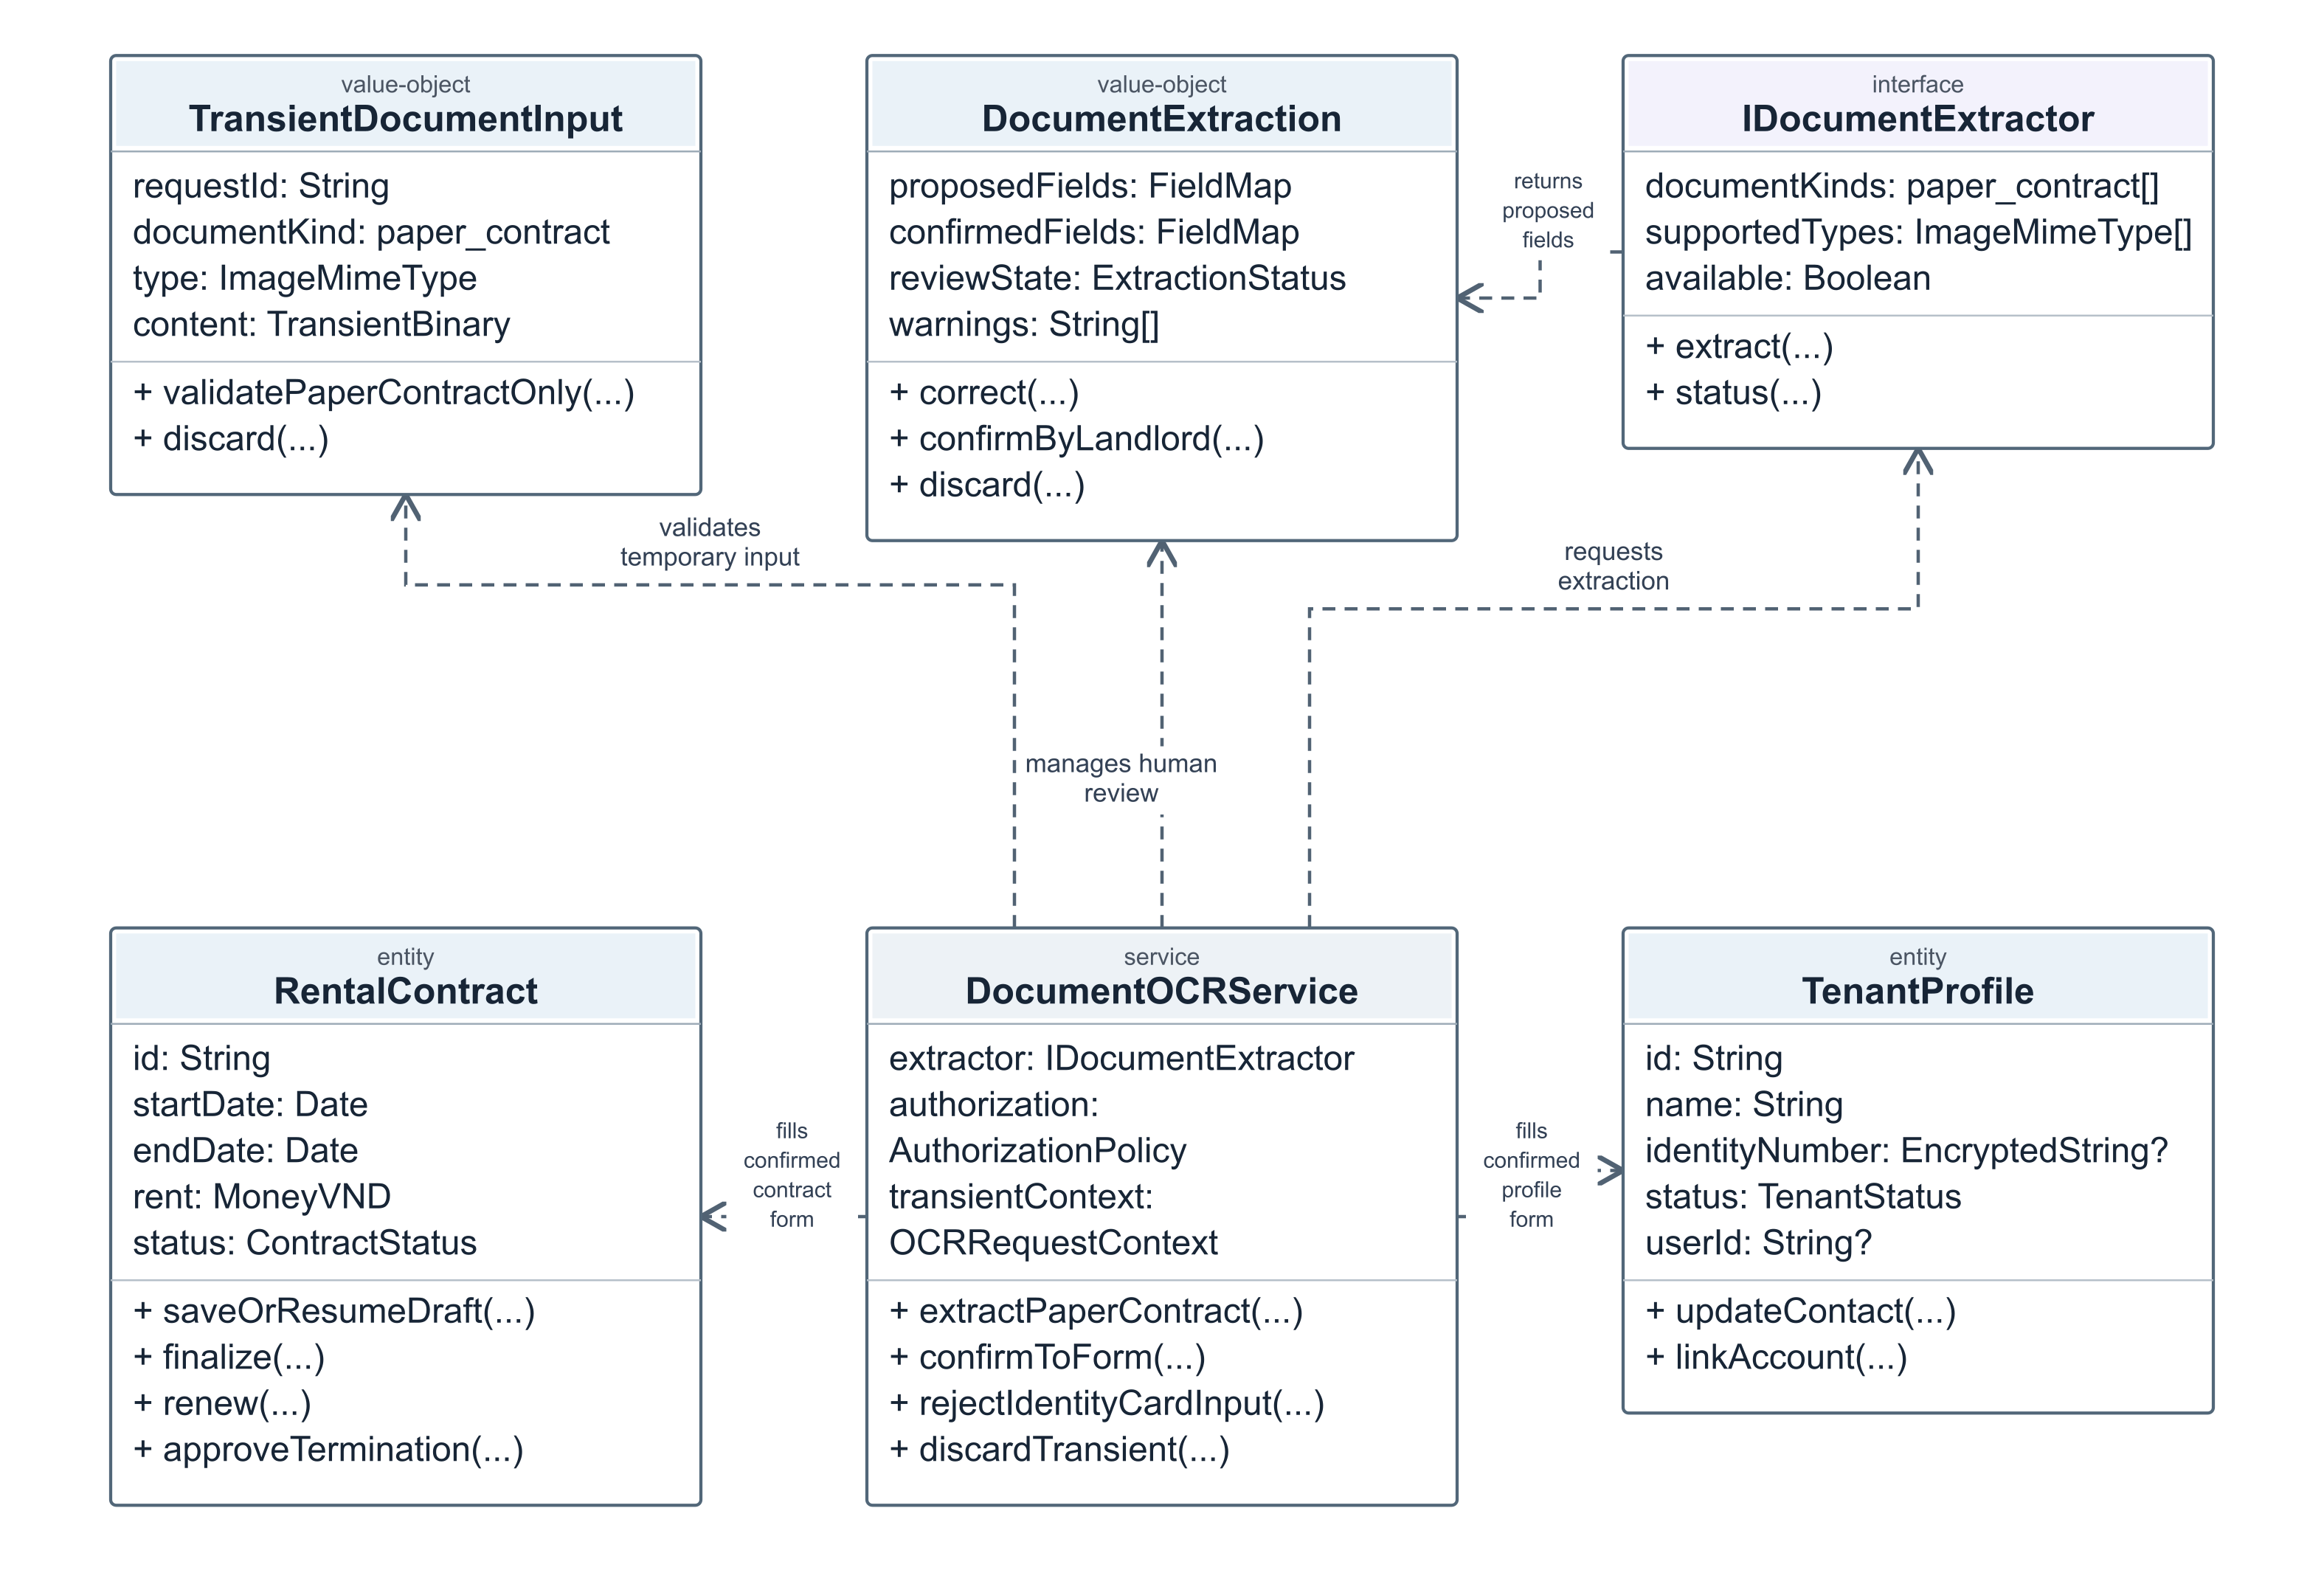 value-object
TransientDocumentInput
requestId: String
documentKind: paper_contract
type: ImageMimeType
content: TransientBinary
+ validatePaperContractOnly(...)
+ discard(...)
value-object
DocumentExtraction
proposedFields: FieldMap
confirmedFields: FieldMap
reviewState: ExtractionStatus
warnings: String[]
+ correct(...)
+ confirmByLandlord(...)
+ discard(...)
returns
proposed
fields
interface
IDocumentExtractor
documentKinds: paper_contract[]
supportedTypes: ImageMimeType[]
available: Boolean
+ extract(...)
+ status(...)
validates
temporary input
requests
extraction
manages human
review
entity
RentalContract
id: String
startDate: Date
endDate: Date
rent: MoneyVND
status: ContractStatus
+ saveOrResumeDraft(...)
+ finalize(...)
+ renew(...)
+ approveTermination(...)
fills
confirmed
contract
form
service
DocumentOCRService
extractor: IDocumentExtractor
authorization:
AuthorizationPolicy
transientContext:
OCRRequestContext
+ extractPaperContract(...)
+ confirmToForm(...)
+ rejectIdentityCardInput(...)
+ discardTransient(...)
fills
confirmed
profile
form
entity
TenantProfile
id: String
name: String
identityNumber: EncryptedString?
status: TenantStatus
userId: String?
+ updateContact(...)
+ linkAccount(...)